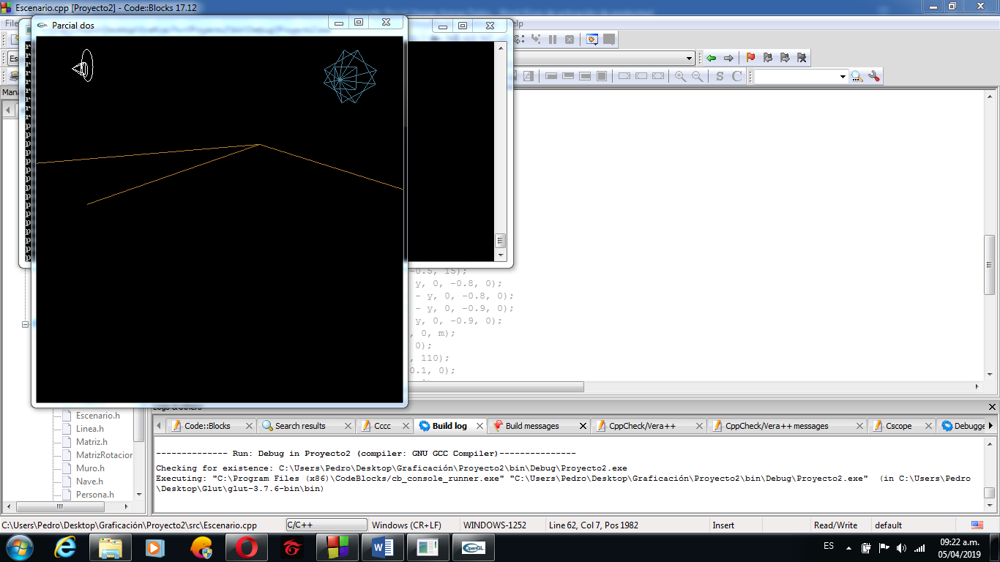 Escenario.cpp [Proyecto2] - Code::Blocks 17.12
Parcial dos
-0.5, 15);
y, 0, -0.8, 0);
- y, 0, -0.8, 0);
- y, 0, -0.9, 0);
y, 0, -0.9, 0);
, 0, m);
0);
, 110);
0.1, 0);
Escenario.h
Linea.h
Matriz.h
MatrizRotacion
Muro.h
Nave.h
Persona.h
Logs & others
Code::Blocks
Search results
Cccc
Build log
Build messages
CppCheck/Vera++
CppCheck/Vera++ messages
Cscope
Debugge
-------------- Run: Debug in Proyecto2 (compiler: GNU GCC Compiler)---------------
Checking for existence: C:\Users\Pedro\Desktop\Graficación\Proyecto2\bin\Debug\Proyecto2.exe
Executing: "C:\Program Files (x86)\CodeBlocks/cb_console_runner.exe" "C:\Users\Pedro\Desktop\Graficación\Proyecto2\bin\Debug\Proyecto2.exe"  (in C:\Users\Pedro
\Desktop\Glut\glut-3.7.6-bin\bin)
C:\Users\Pedro\Desktop\Graficación\Proyecto2\src\Escenario.cpp
C/C++
Windows (CR+LF)
WINDOWS-1252
Line 62, Col 7, Pos 1982
Insert
Read/Write
default
ES
09:22 a.m.
05/04/2019